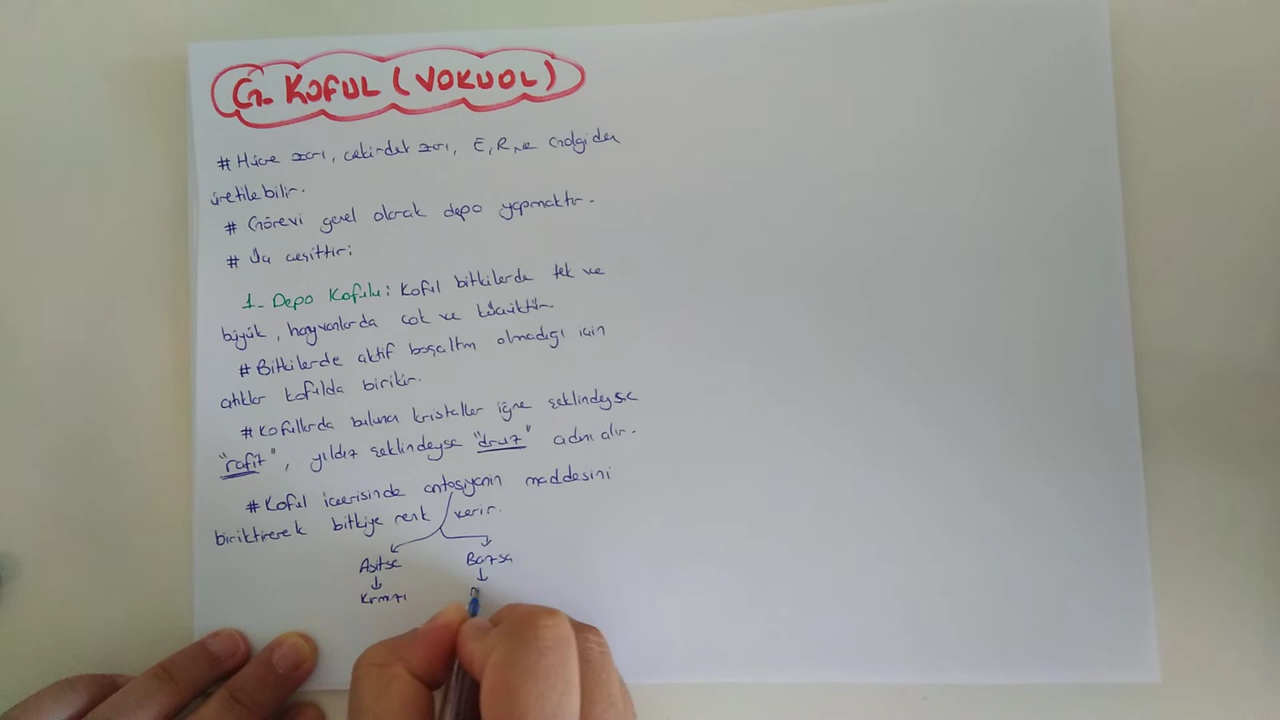 G- KOFUL (VOKUOL)
# Hücre zarı, çekirdek zarı, E,R ve Golgiden
üretilebilir.
# Görevi genel olarak depo yapmaktır.
# Üç çeşittir:
1- Depo Kofulu: Koful bitkilerde tek ve
büyük, hayvanlarda çok ve küçüktür.
# Bitkilerde aktif boşaltım olmadığı için
atıklar kofulda birikir.
# Kofullarda buluna kristaller iğne şeklindeyse
"rafit", yıldız şeklindeyse "druz" adını alır.
# Koful içerisinde antosiyanin maddesini
biriktirerek bitkiye renk verir.
Asitse Bazsa
↓ ↓
Kırmızı